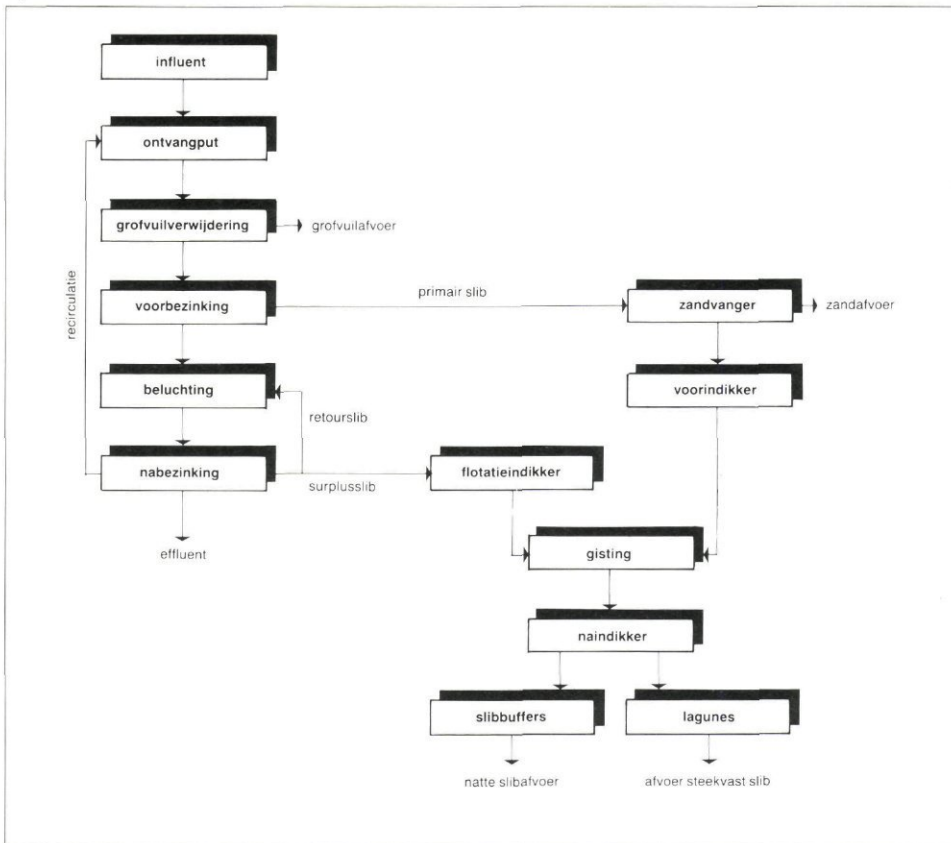 influent
ontvangput
grofvuilverwijdering
grofvuilafvoer
recirculatie
voorbezinking
primair slib
zandvanger
zandafvoer
beluchting
voorindikker
retourslib
nabezinking
surplusslib
flotatieindikker
effluent
gisting
naindikker
slibbuffers
lagunes
natte slibafvoer
afvoer steekvast slib